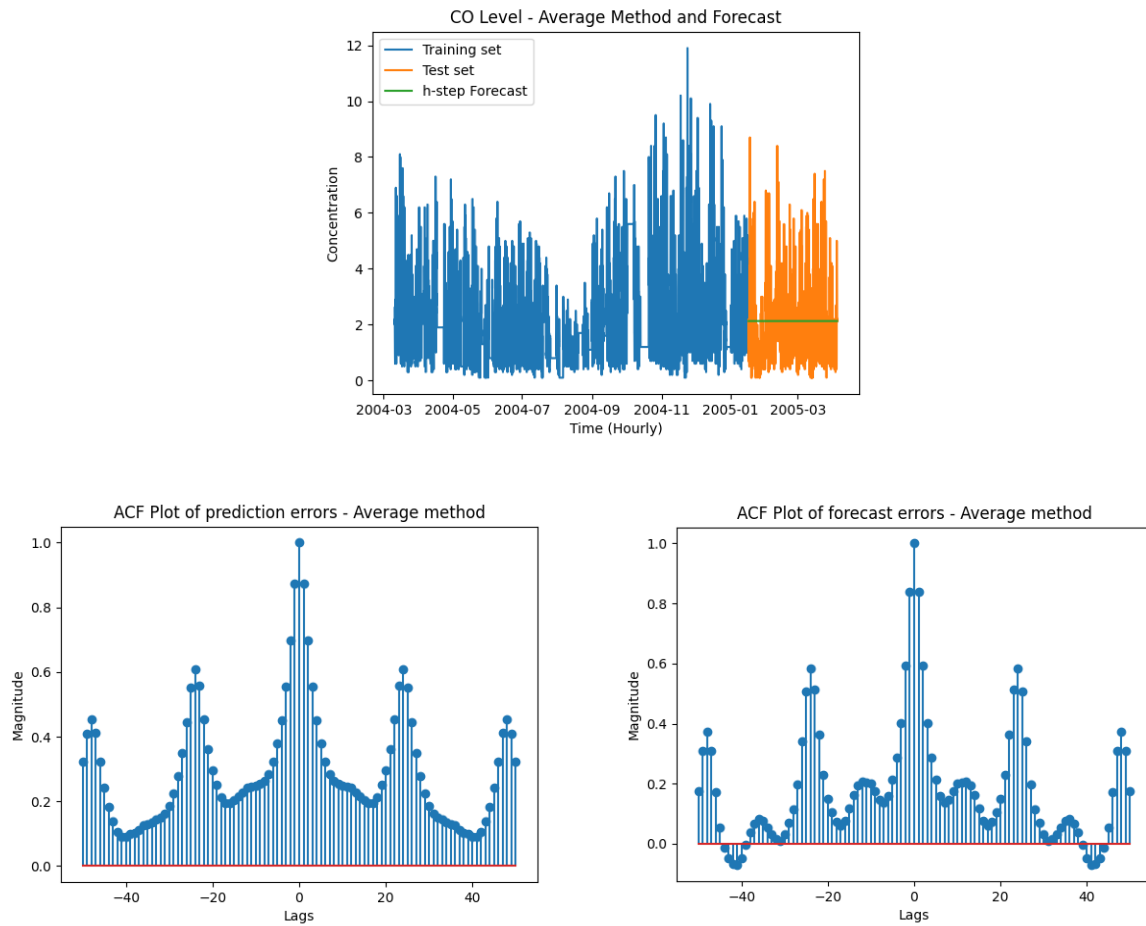 CO Level - Average Method and Forecast
Training set
Test set
h-step Forecast
12
10
8
6
4
2
0
Concentration
2004-03 2004-05 2004-07 2004-09 2004-11 2005-01 2005-03
Time (Hourly)
ACF Plot of prediction errors - Average method
1.0
0.8
0.6
0.4
0.2
0.0
Magnitude
−40 −20 0 20 40
Lags
ACF Plot of forecast errors - Average method
1.0
0.8
0.6
0.4
0.2
0.0
Magnitude
−40 −20 0 20 40
Lags